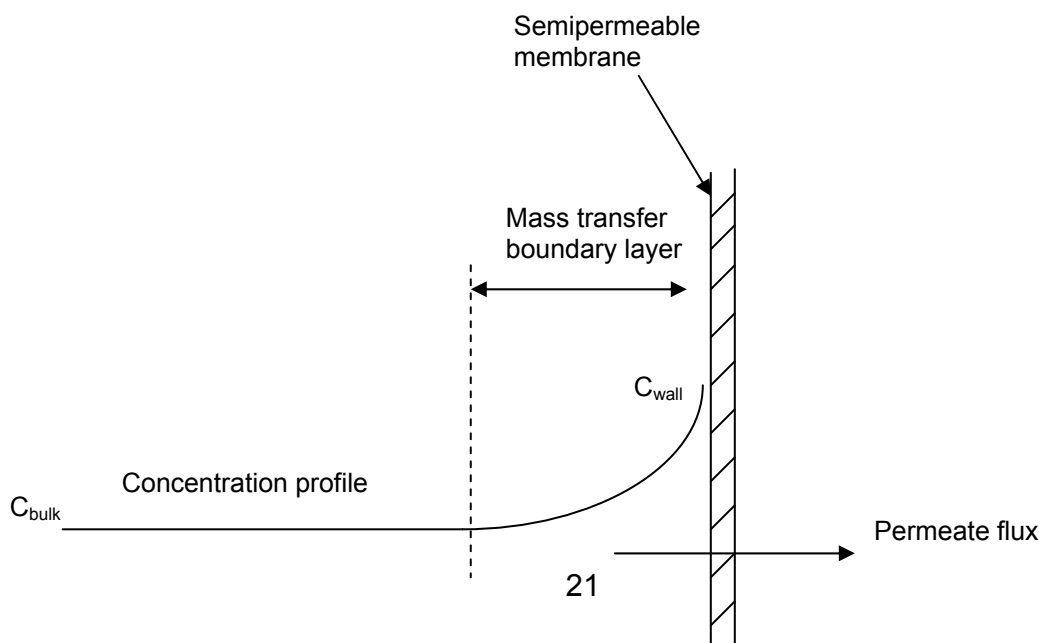 Semipermeable
membrane
Mass transfer
boundary layer
C_wall
Concentration profile
C_bulk
Permeate flux
21